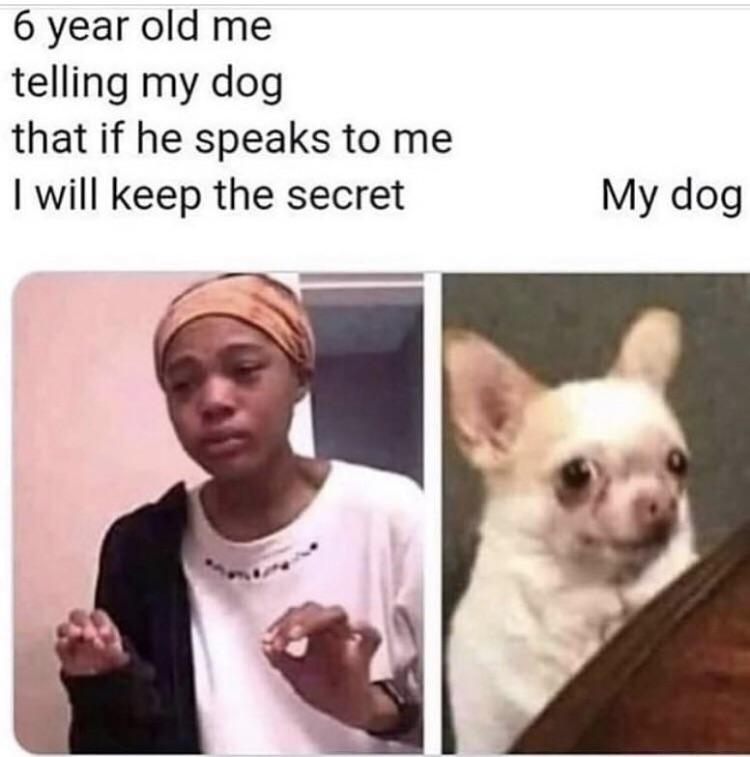 6 year old me
telling my dog
that if he speaks to me
I will keep the secret
My dog